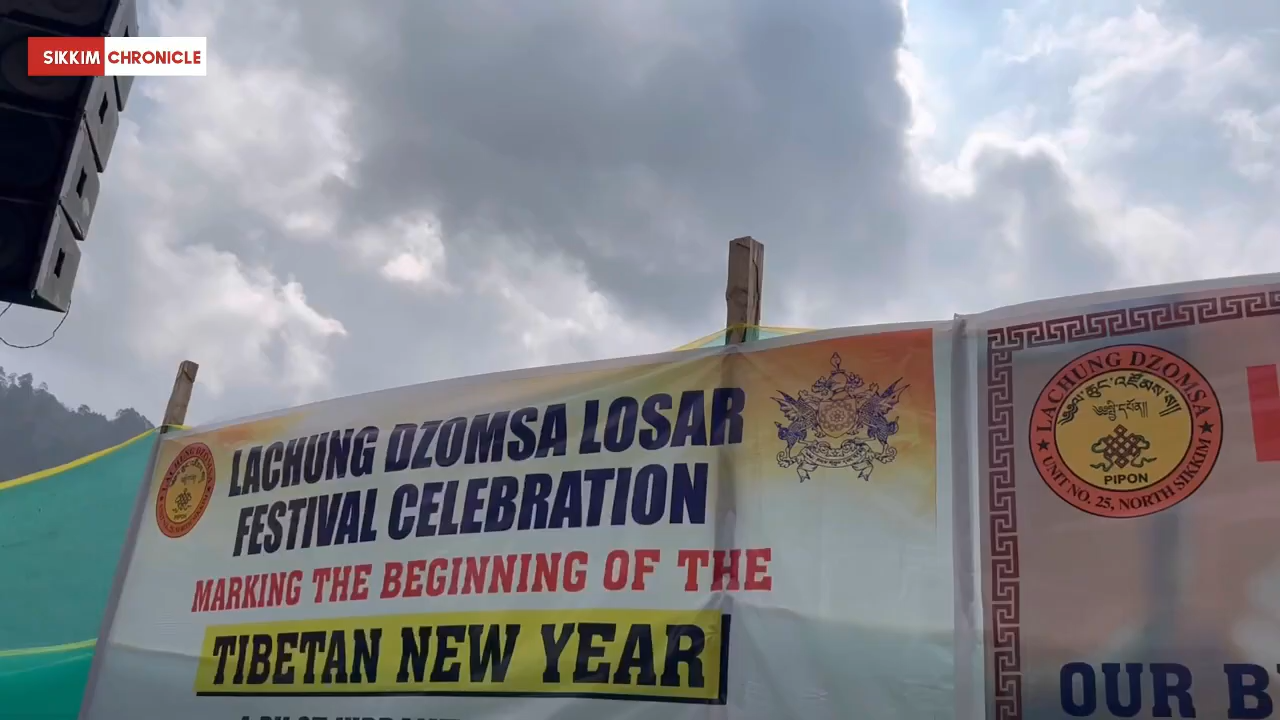 SIKKIM CHRONICLE
LACHUNG DZOMSA LOSAR
FESTIVAL CELEBRATION
MARKING THE BEGINNING OF THE
TIBETAN NEW YEAR
LACHUNG DZOMSA
PIPON
UNIT NO. 25, NORTH SIKKIM
OUR B